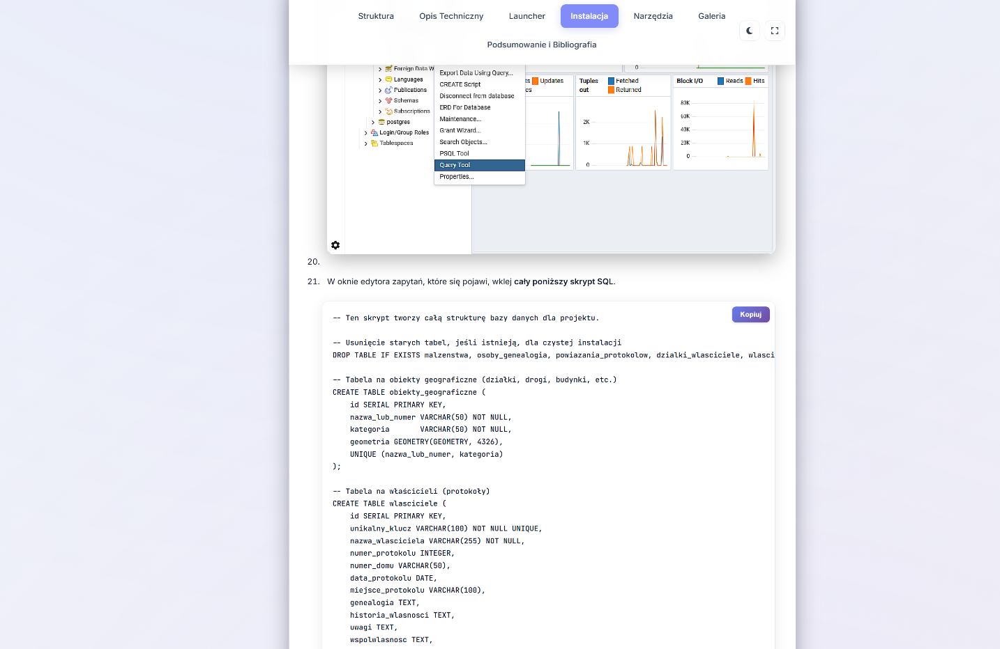 Struktura
Opis Techniczny
Launcher
Instalacja
Narzędzia
Galeria
Podsumowanie i Bibliografia
Foreign Data W
Languages
Publications
Schemas
Subscriptions
postgres
Login/Group Roles
Tablespaces
Export Data Using Query...
CREATE Script
Disconnect from database
ERD For Database
Maintenance...
Grant Wizard...
Search Objects...
PSQL Tool
Query Tool
Properties...
0
ts Updates
es
Tuples out
Fetched
Returned
2K
1K
0
Block I/O
Reads Hits
80K
60K
40K
20K
0
20.
21. W oknie edytora zapytań, które się pojawi, wklej cały poniższy skrypt SQL.
Kopiuj
-- Ten skrypt tworzy całą strukturę bazy danych dla projektu.
-- Usunięcie starych tabel, jeśli istnieją, dla czystej instalacji
DROP TABLE IF EXISTS malzenstwa, osoby_genealogia, powiazania_protokolow, dzialki_wlasciciele, wlasci
-- Tabela na obiekty geograficzne (działki, drogi, budynki, etc.)
CREATE TABLE obiekty_geograficzne (
id SERIAL PRIMARY KEY,
nazwa_lub_numer VARCHAR(50) NOT NULL,
kategoria VARCHAR(50) NOT NULL,
geometria GEOMETRY(GEOMETRY, 4326),
UNIQUE (nazwa_lub_numer, kategoria)
);
-- Tabela na właścicieli (protokoły)
CREATE TABLE wlasciciele (
id SERIAL PRIMARY KEY,
unikalny_klucz VARCHAR(100) NOT NULL UNIQUE,
nazwa_wlasciciela VARCHAR(255) NOT NULL,
numer_protokolu INTEGER,
numer_domu VARCHAR(50),
data_protokolu DATE,
miejsce_protokolu VARCHAR(100),
genealogia TEXT,
historia_wlasnosci TEXT,
uwagi TEXT,
wspolwlasnosc TEXT,